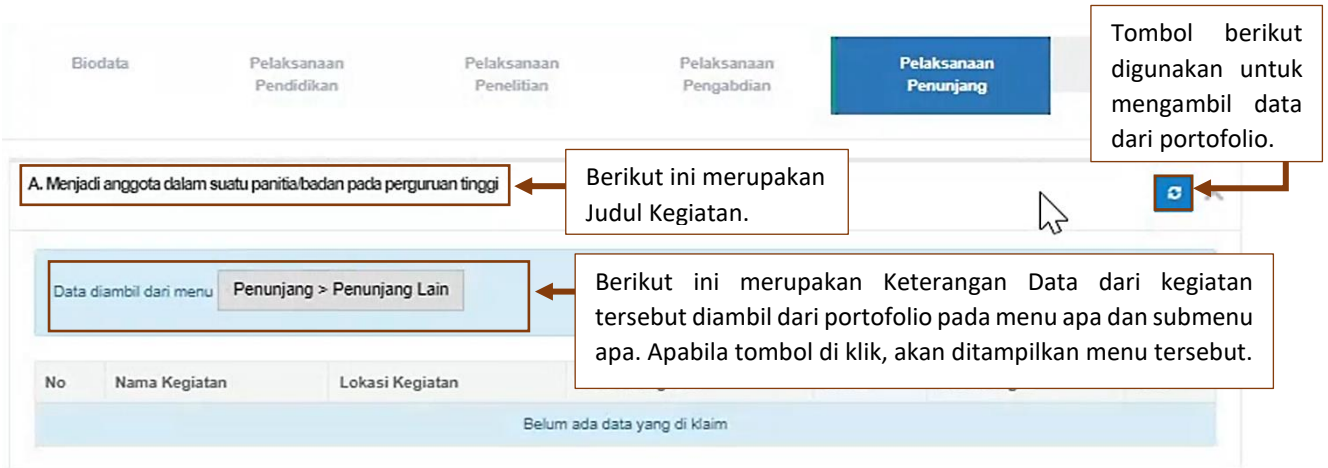 Biodata
Pelaksanaan
Pendidikan
Pelaksanaan
Penelitian
Pelaksanaan
Pengabdian
Pelaksanaan
Penunjang
Tombol berikut
digunakan untuk
mengambil data
dari portofolio.
A. Menjadi anggota dalam suatu panitia/badan pada perguruan tinggi
Berikut ini merupakan
Judul Kegiatan.
Data diambil dari menu Penunjang > Penunjang Lain
Berikut ini merupakan Keterangan Data dari kegiatan
tersebut diambil dari portofolio pada menu apa dan submenu
apa. Apabila tombol di klik, akan ditampilkan menu tersebut.
No Nama Kegiatan Lokasi Kegiatan
Belum ada data yang di klaim